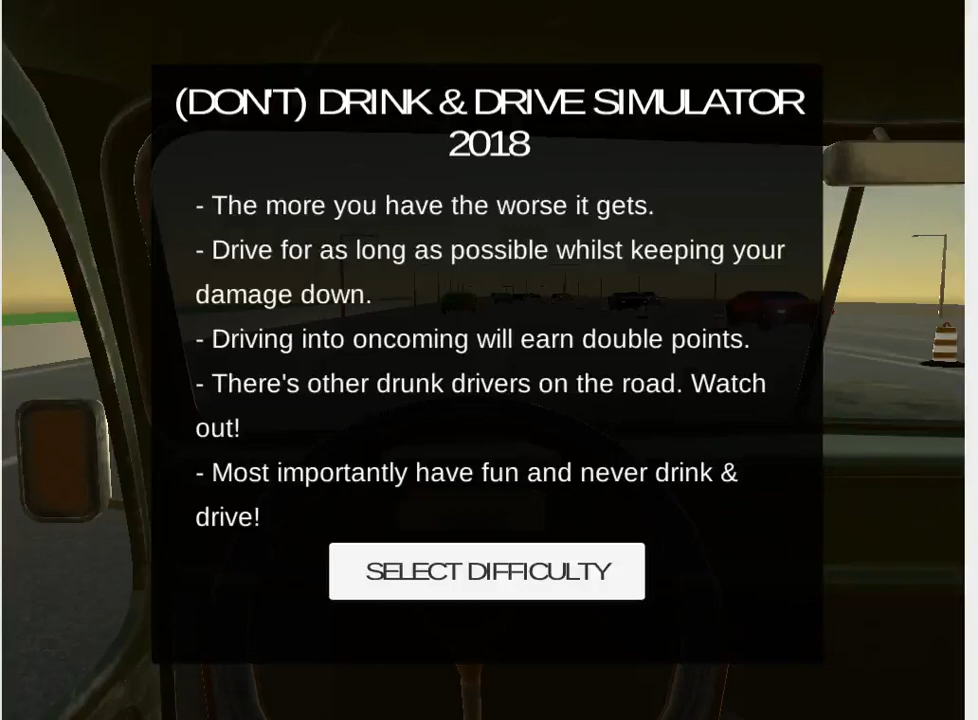 (DON'T) DRINK & DRIVE SIMULATOR
2018
- The more you have the worse it gets.
- Drive for as long as possible whilst keeping your
damage down.
- Driving into oncoming will earn double points.
- There's other drunk drivers on the road. Watch
out!
- Most importantly have fun and never drink &
drive!
SELECT DIFFICULTY